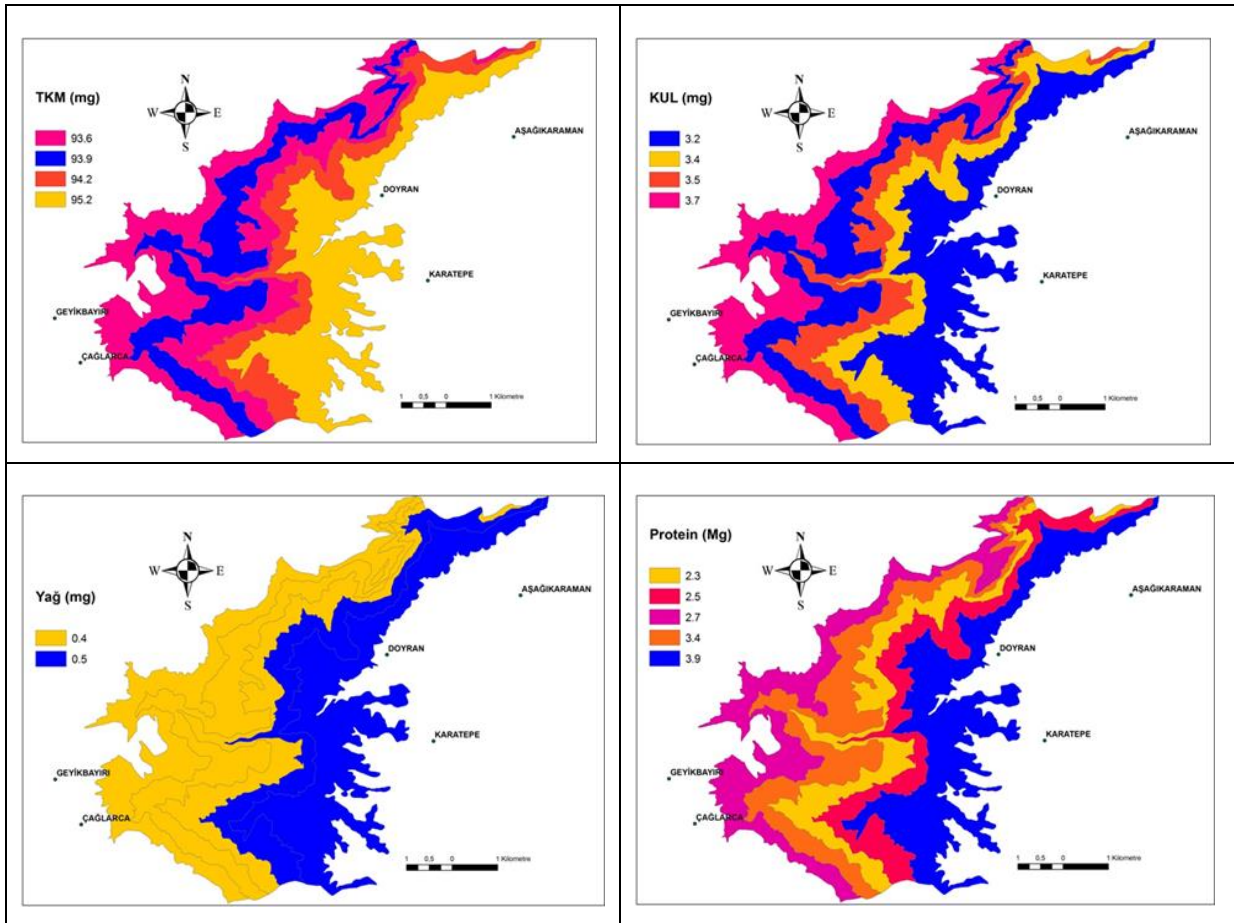 TKM (mg)
93.6
93.9
94.2
95.2
N
W E
S
AŞAĞIKARAMAN
DOYRAN
KARATEPE
GEYİKBAYIRI
ÇAĞLARCA
1 0,5 0 1 Kilometre
KUL (mg)
3.2
3.4
3.5
3.7
N
W E
S
AŞAĞIKARAMAN
DOYRAN
KARATEPE
GEYİKBAYIRI
ÇAĞLARCA
1 0,5 0 1 Kilometre
Yağ (mg)
0.4
0.5
N
W E
S
AŞAĞIKARAMAN
DOYRAN
KARATEPE
GEYİKBAYIRI
ÇAĞLARCA
1 0,5 0 1 Kilometre
Protein (Mg)
2.3
2.5
2.7
3.4
3.9
N
W E
S
AŞAĞIKARAMAN
DOYRAN
KARATEPE
GEYİKBAYIRI
ÇAĞLARCA
1 0,5 0 1 Kilometre